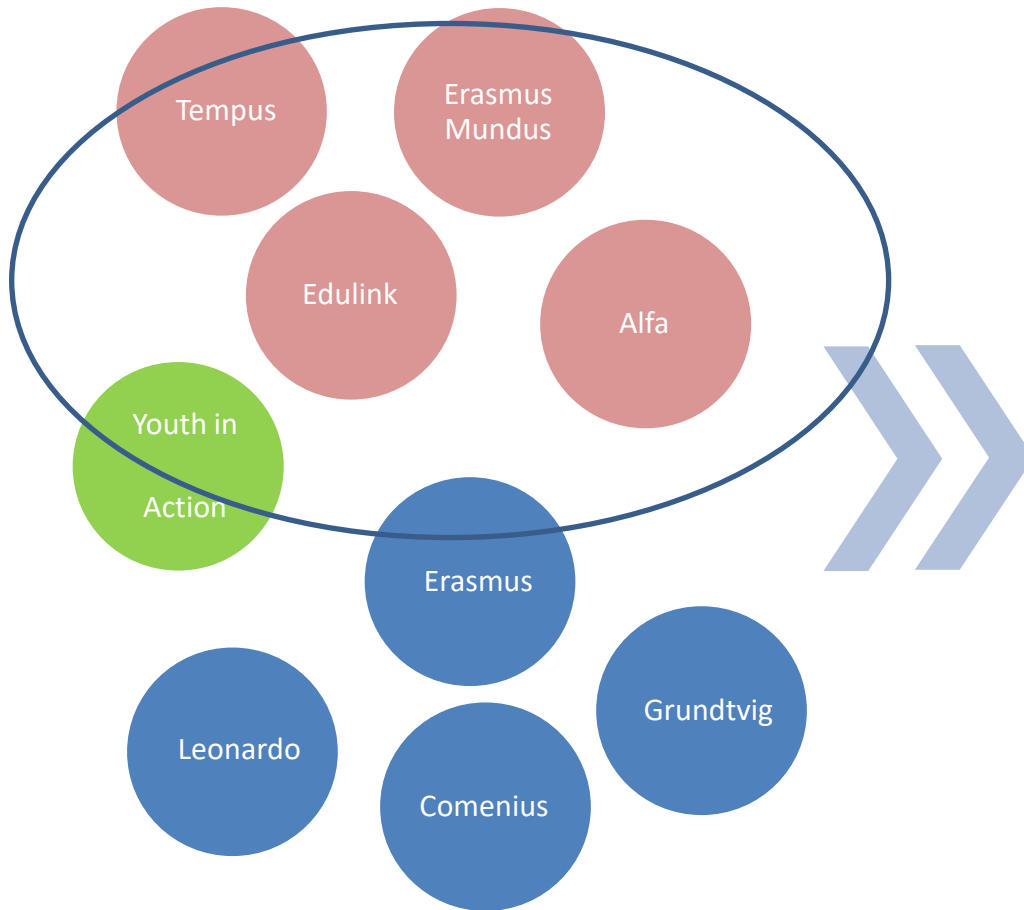 Tempus
Erasmus
Mundus
Edulink
Alfa
Youth in
Action
Erasmus
Grundtvig
Leonardo
Comenius